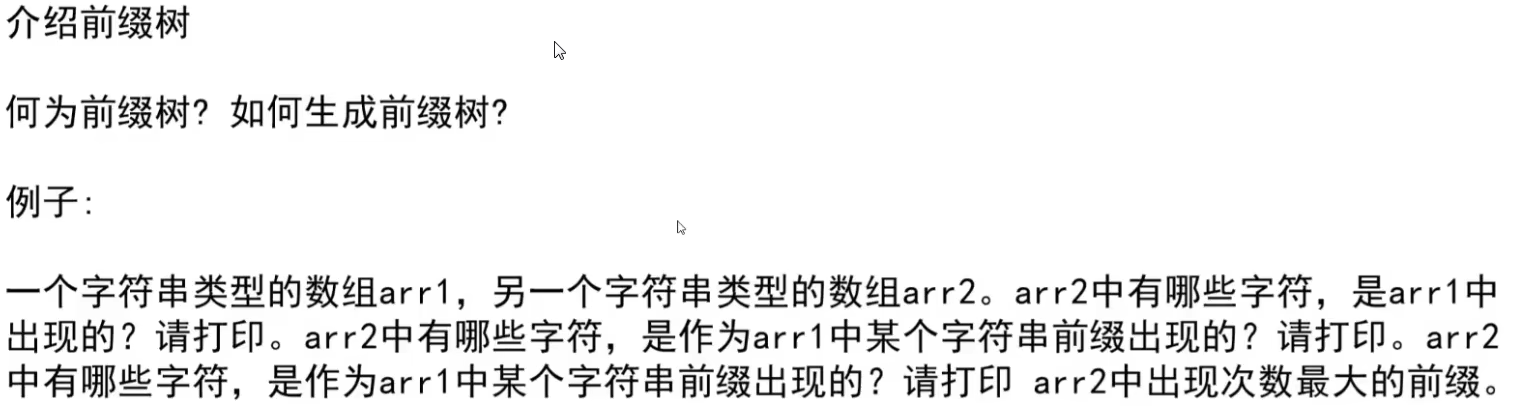 介绍前缀树
何为前缀树? 如何生成前缀树?
例子:
一个字符串类型的数组arr1，另一个字符串类型的数组arr2。arr2中有哪些字符，是arr1中
出现的？请打印。arr2中有哪些字符，是作为arr1中某个字符串前缀出现的？请打印。arr2
中有哪些字符，是作为arr1中某个字符串前缀出现的？请打印 arr2中出现次数最大的前缀。